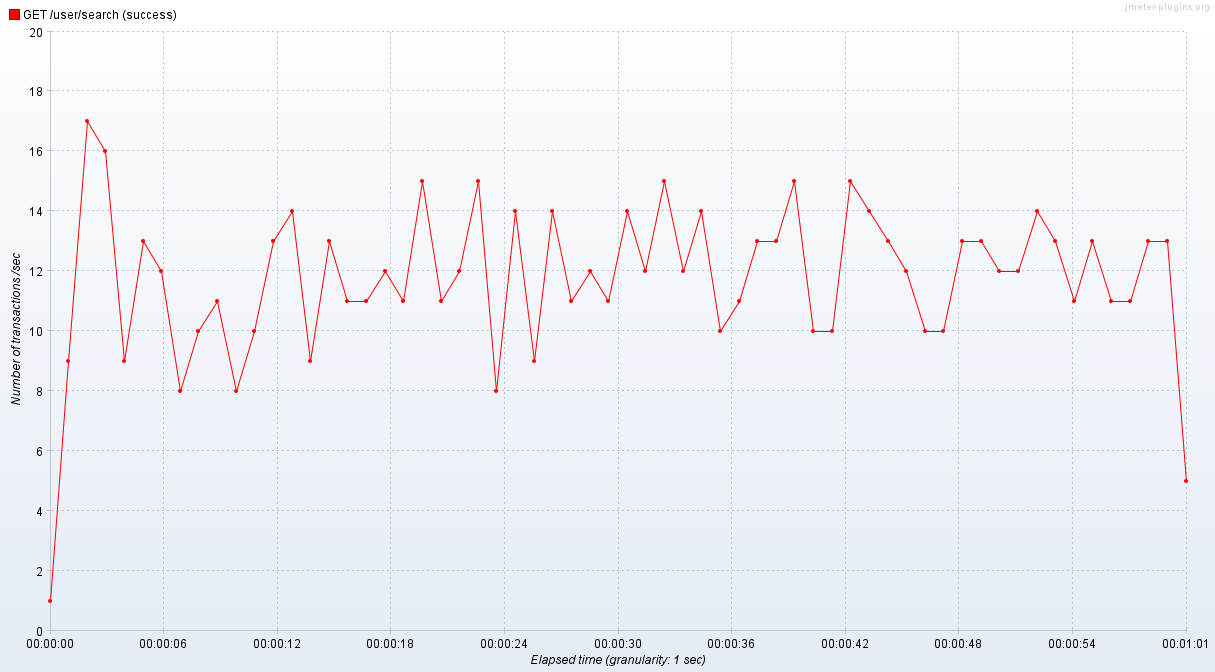 jmeter-plugins.org
GET /user/search (success)
20
18
16
14
12
10
8
6
4
2
0
Number of transactions /sec
00:00:00 00:00:06 00:00:12 00:00:18 00:00:24 00:00:30 00:00:36 00:00:42 00:00:48 00:00:54 00:01:01
Elapsed time (granularity: 1 sec)